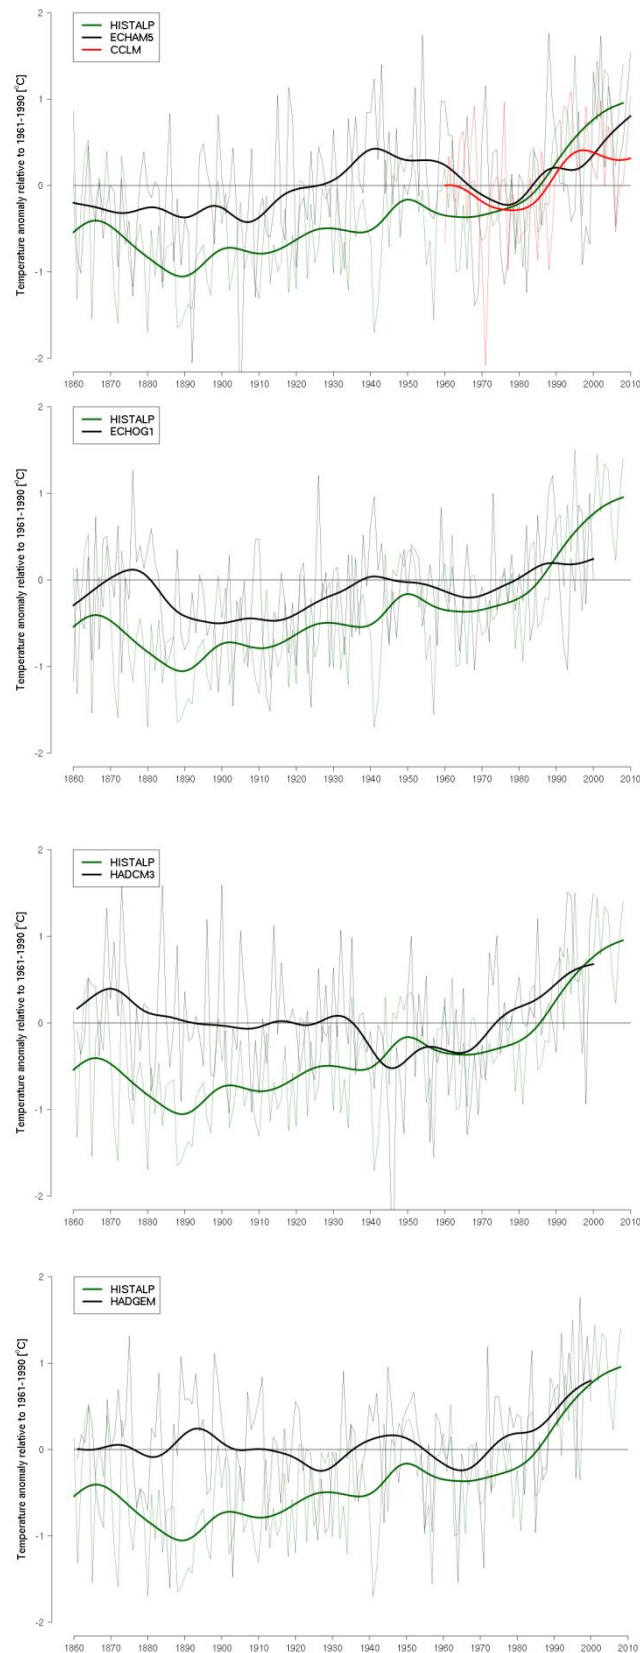 HISTALP
ECHAM5
CCLM
Temperature anomaly relative to 1961-1990 [°C]
2
1
0
-1
-2
1860 1870 1880 1890 1900 1910 1920 1930 1940 1950 1960 1970 1980 1990 2000 2010
HISTALP
ECHOG1
Temperature anomaly relative to 1961-1990 [°C]
2
1
0
-1
-2
1860 1870 1880 1890 1900 1910 1920 1930 1940 1950 1960 1970 1980 1990 2000 2010
HISTALP
HADCM3
Temperature anomaly relative to 1961-1990 [°C]
2
1
0
-1
-2
1860 1870 1880 1890 1900 1910 1920 1930 1940 1950 1960 1970 1980 1990 2000 2010
HISTALP
HADGEM
Temperature anomaly relative to 1961-1990 [°C]
2
1
0
-1
-2
1860 1870 1880 1890 1900 1910 1920 1930 1940 1950 1960 1970 1980 1990 2000 2010